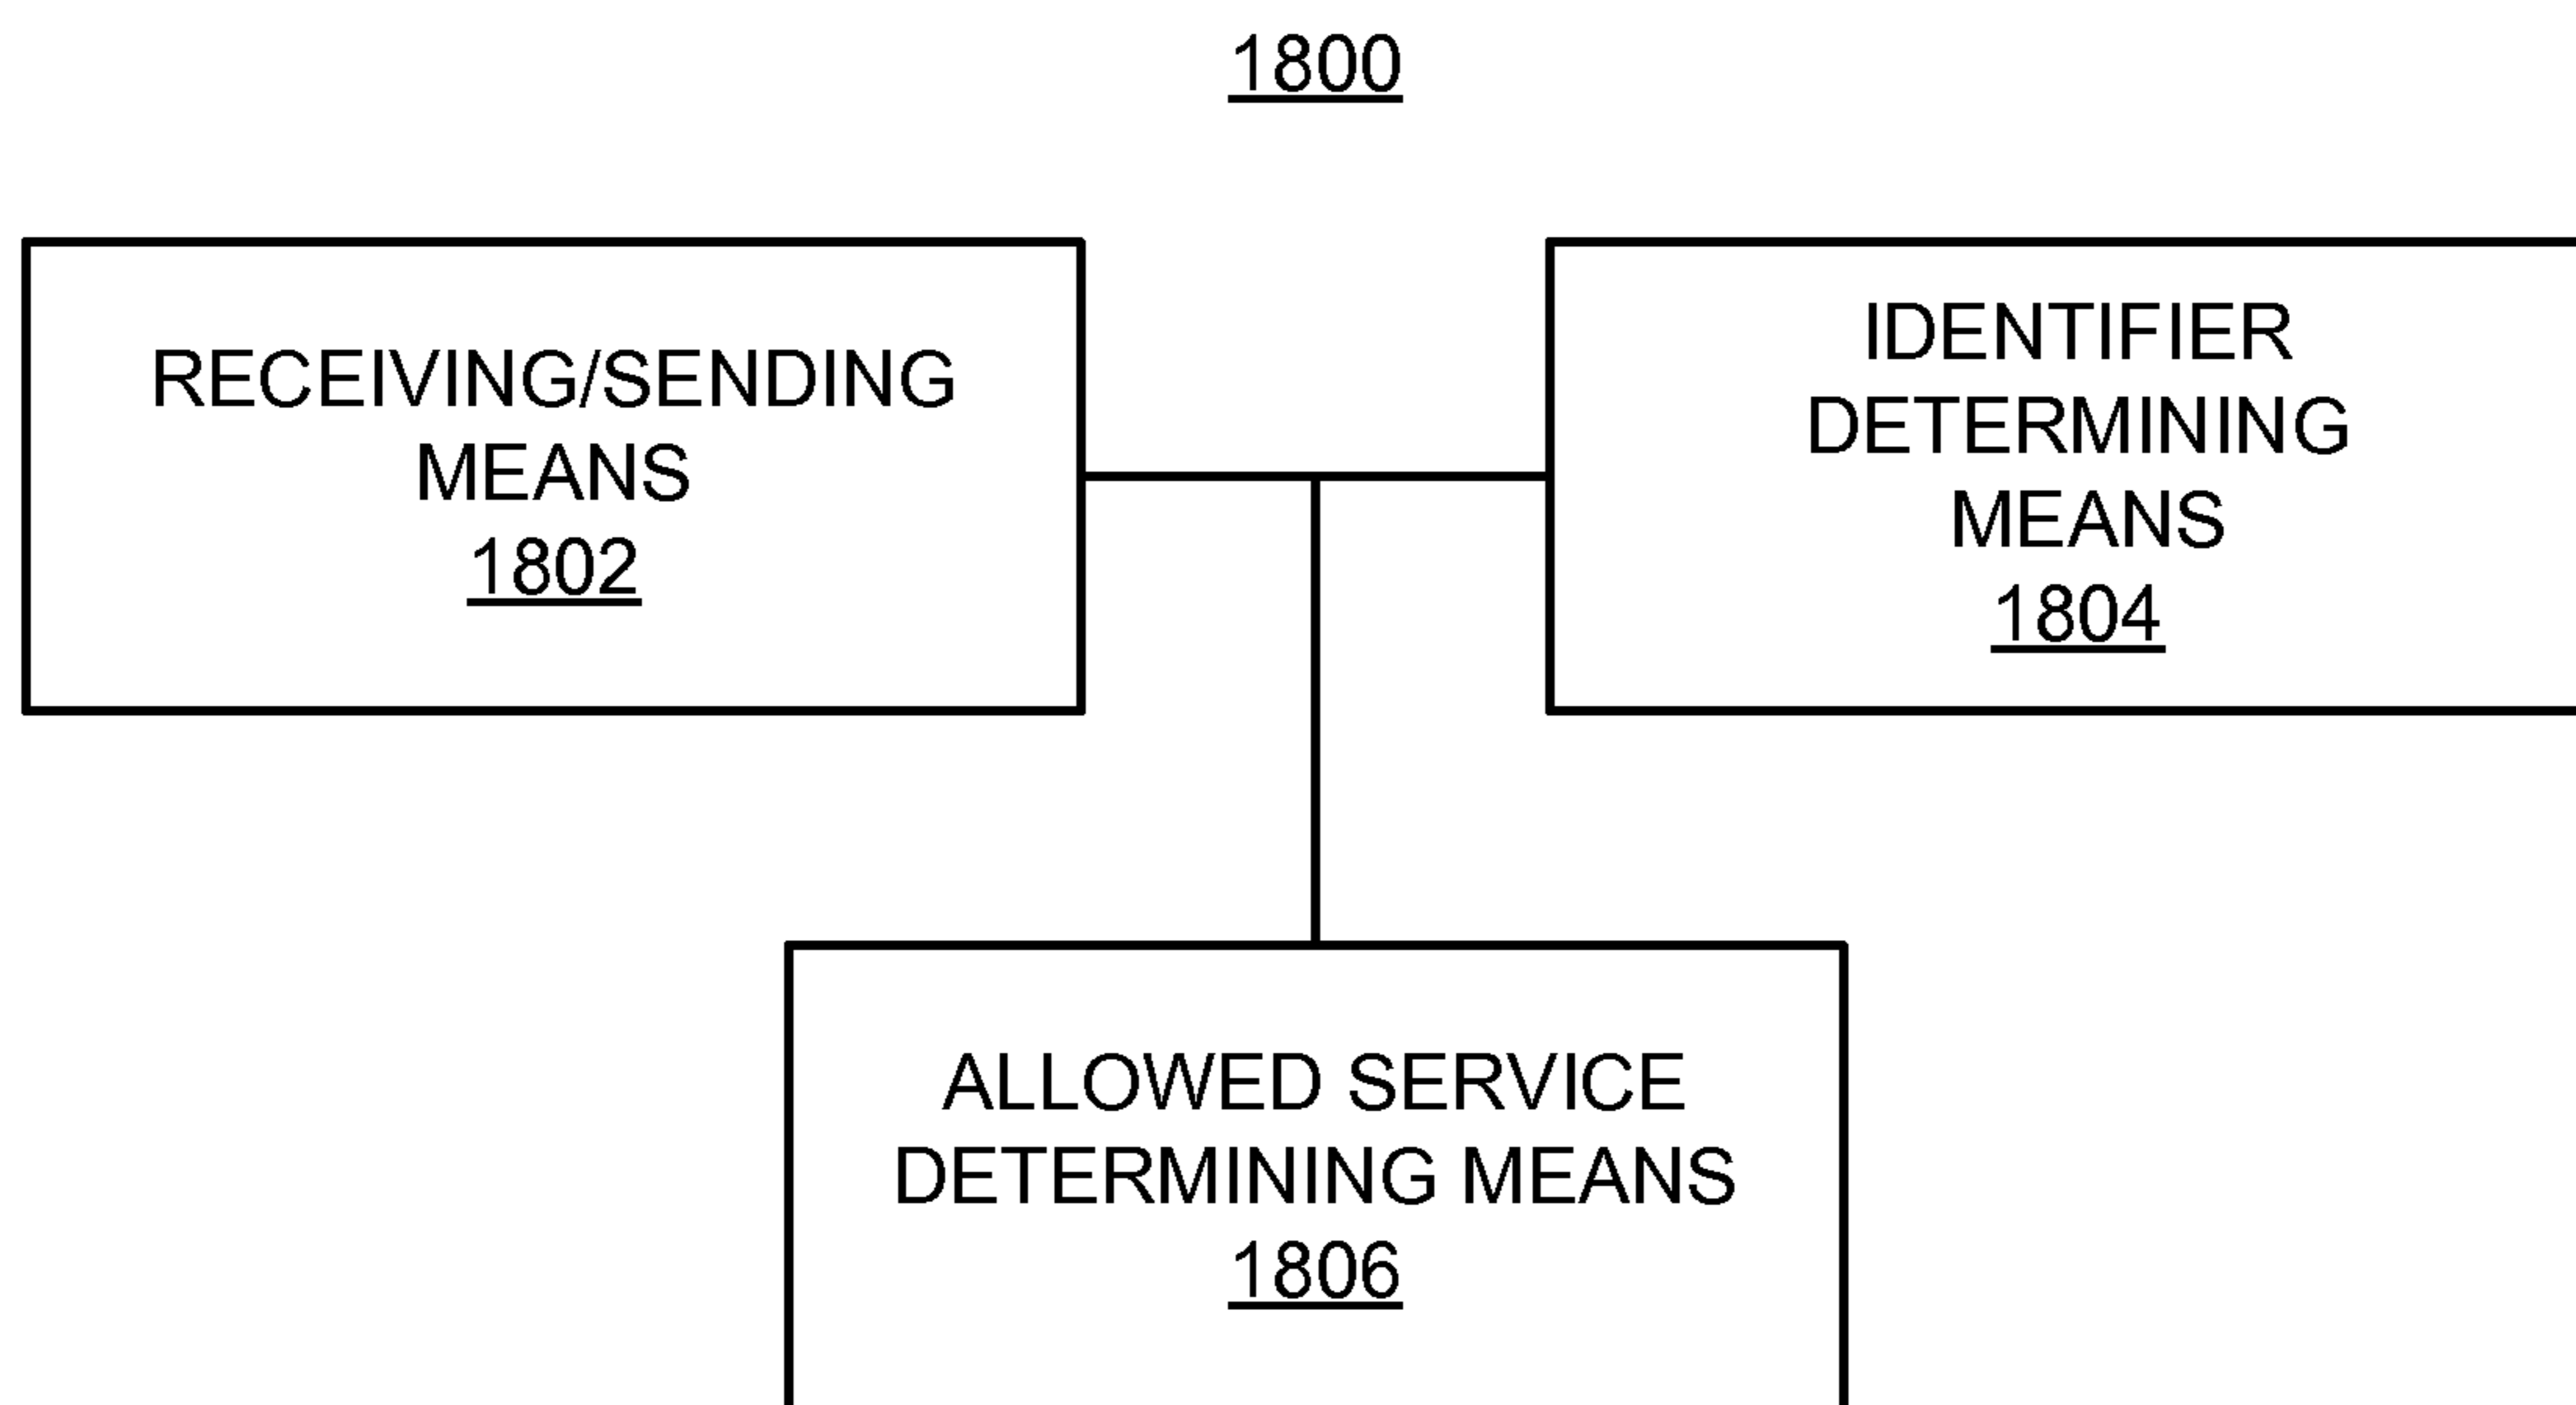 1800
RECEIVING/SENDING
MEANS
1802
IDENTIFIER
DETERMINING
MEANS
1804
ALLOWED SERVICE
DETERMINING MEANS
1806